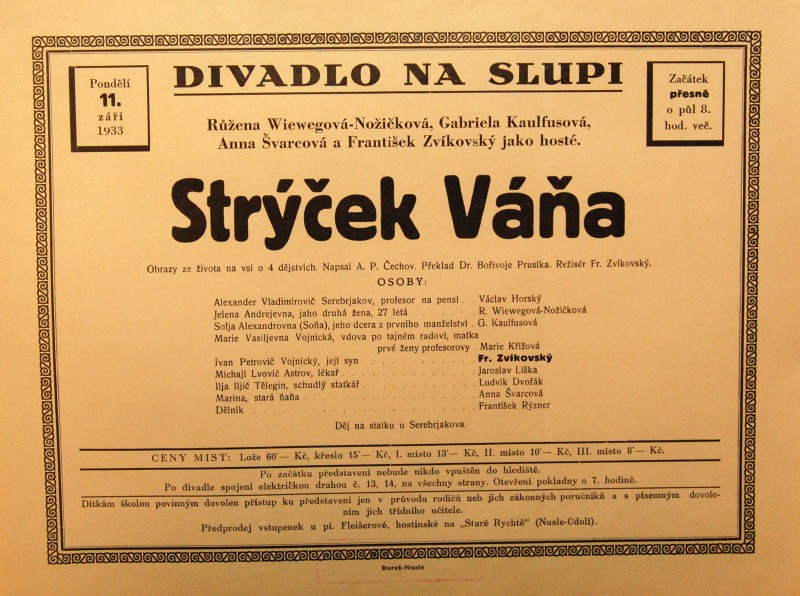 Pondělí
11.
září
1933
DIVADLO NA SLUPI
Začátek
přesně
o půl 8.
hod. več.
Růžena Wiewegová-Nožičková, Gabriela Kaulfusová,
Anna Švarcová a František Zvíkovský jako hosté.
Strýček Váňa
Obrazy ze života na vsi o 4 dějstvích. Napsal A. P. Čechov. Překlad Dr. Bořivoje Prusíka. Režisér Fr. Zvíkovský.
OSOBY:
Alexander Vladimirovič Serebrjakov, profesor na pensi . . Václav Horský
Jelena Andrejevna, jaho druhá žena, 27 letá . . . . . R. Wiewegová-Nožičková
Sofja Alexandrovna (Soňa), jeho dcera z prvního manželství . G. Kaulfusová
Marie Vasiljevna Vojnická, vdova po tajném radovi, matka
prvé ženy profesorovy . Marie Křížová
Ivan Petrovič Vojnický, její syn . . . . . . . . Fr. Zvíkovský
Michajl Lvovič Astrov, lékař . . . . . . . . . Jaroslav Liška
Ilja Iljič Tělegin, schudlý statkář . . . . . . . . Ludvík Dvořák
Marina, stará ňaňa . . . . . . . . . . . Anna Švarcová
Dělník . . . . . . . . . . . . . . František Rýzner
Děj na statku u Serebrjakova.
CENY MÍST: Lože 60·— Kč, křeslo 15·— Kč, I. místo 13·— Kč, II. místo 10·— Kč, III. místo 8·— Kč.
Po začátku představení nebude nikdo vpuštěn do hlediště.
Po divadle spojení elektrickou drahou č. 13, 14, na všechny strany. Otevření pokladny o 7. hodině.
Dítkám školou povinným dovolen přístup ku představení jen v průvodu rodičů neb jich zákonných poručníků a s písemným dovole-
ním jich třídního učitele.
Předprodej vstupenek u pí. Fleišerové, hostinské na „Staré Rychtě" (Nusle-Údolí).
Bureš-Nusle